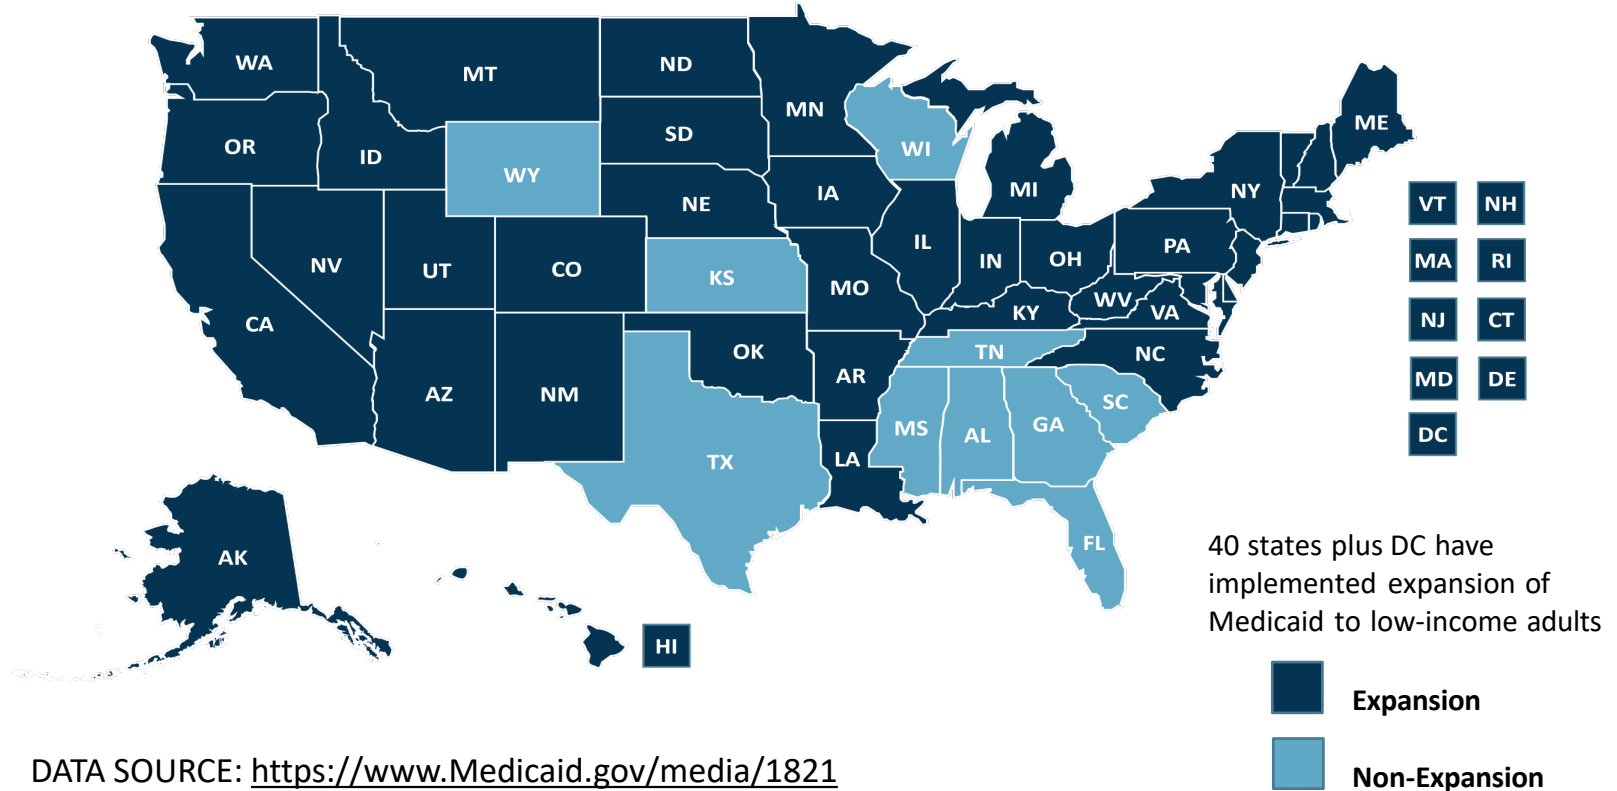 WA
MT
ND
MN
SD
OR
ID
WY
WI
ME
MI
NY
NE
IA
VT NH
PA
IL
IN
OH
NV
UT
CO
KS
MO
WV
VA
KY
MA RI
CA
OK
TN
NC
NJ CT
AZ
NM
AR
SC
MD DE
MS
AL
GA
DC
TX
LA
FL
AK
HI
40 states plus DC have
implemented expansion of
Medicaid to low-income adults
Expansion
Non-Expansion
DATA SOURCE: https://www.Medicaid.gov/media/1821